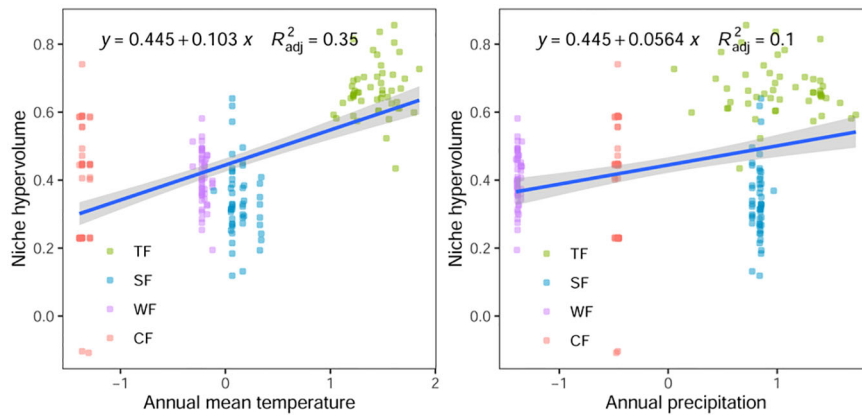 y = 0.445 + 0.103 x R²adj = 0.35
Niche hypervolume
0.8
0.6
0.4
0.2
0.0
TF
SF
WF
CF
−1
0
1
2
Annual mean temperature
y = 0.445 + 0.0564 x R²adj = 0.1
Niche hypervolume
0.8
0.6
0.4
0.2
0.0
TF
SF
WF
CF
−1
0
1
Annual precipitation